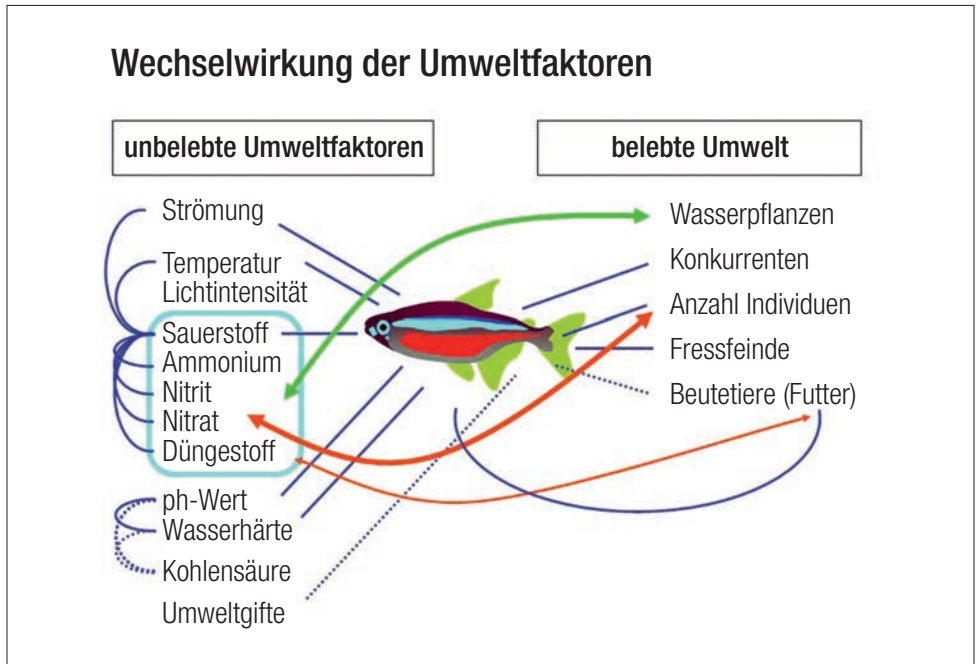 Wechselwirkung der Umweltfaktoren
unbelebte Umweltfaktoren
Strömung
Temperatur
Lichtintensität
Sauerstoff
Ammonium
Nitrit
Nitrat
Düngestoff
ph-Wert
Wasserhärte
Kohlensäure
Umweltgifte
belebte Umwelt
Wasserpflanzen
Konkurrenten
Anzahl Individuen
Fressfeinde
Beutetiere (Futter)